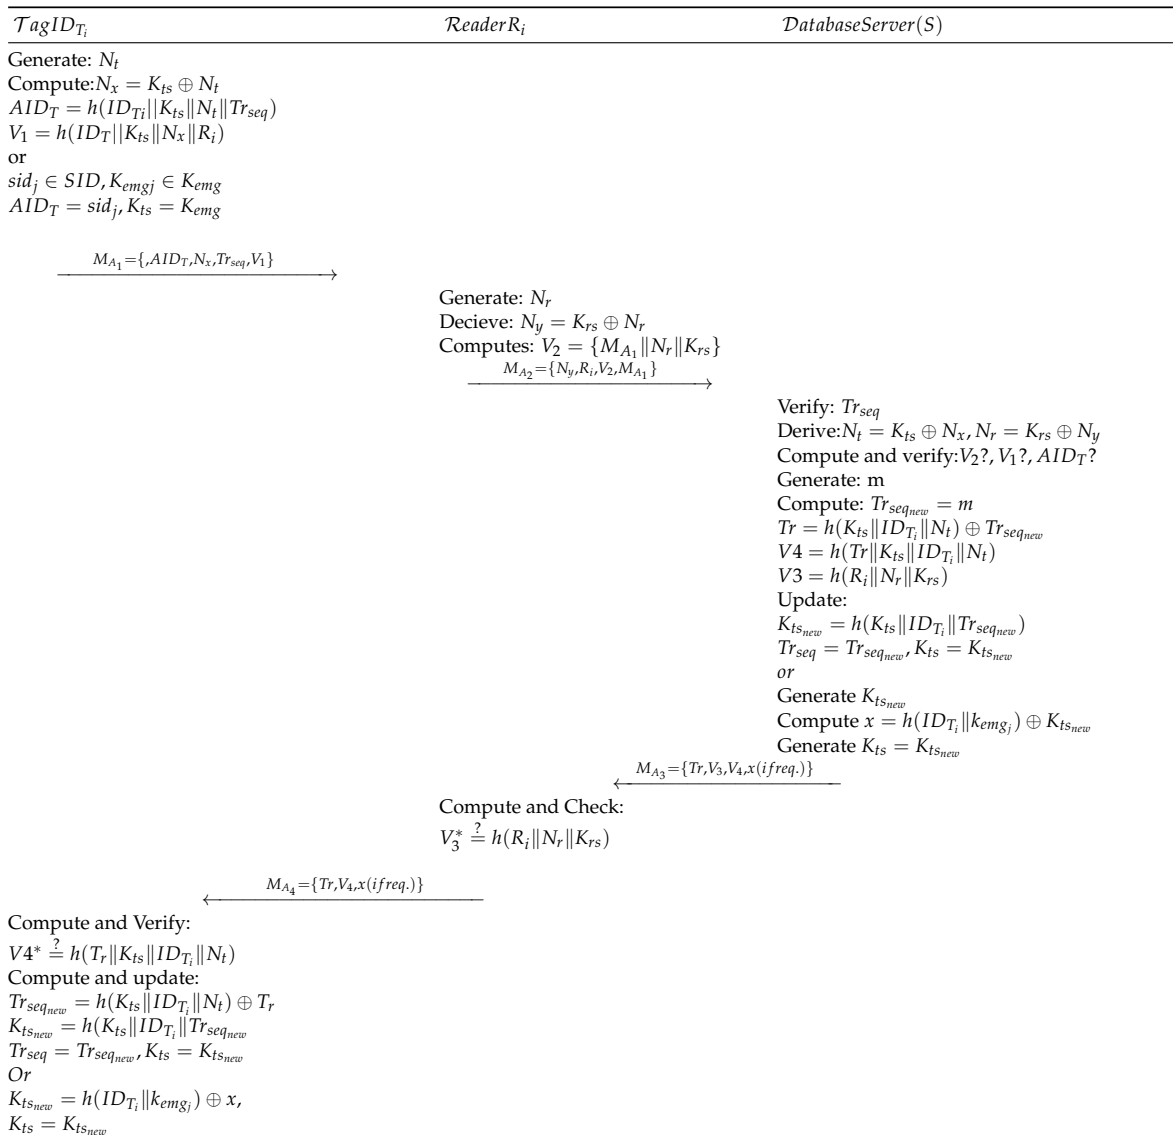 𝒯agID_{T_i} ℛeaderR_i 𝒟atabaseServer(S)
Generate: N_t
Compute:N_x = K_{ts} ⊕ N_t
AID_T = h(ID_{Ti}||K_{ts}‖N_t‖Tr_{seq})
V_1 = h(ID_T||K_{ts}‖N_x‖R_i)
or
sid_j ∈ SID, K_{emgj} ∈ K_{emg}
AID_T = sid_j, K_{ts} = K_{emg}
M_{A_1}={,AID_T,N_x,Tr_{seq},V_1}
Generate: N_r
Decieve: N_y = K_{rs} ⊕ N_r
Computes: V_2 = {M_{A_1}‖N_r‖K_{rs}}
M_{A_2}={N_y,R_i,V_2,M_{A_1}}
Verify: Tr_{seq}
Derive:N_t = K_{ts} ⊕ N_x, N_r = K_{rs} ⊕ N_y
Compute and verify:V_2?, V_1?, AID_T?
Generate: m
Compute: Tr_{seq_{new}} = m
Tr = h(K_{ts}‖ID_{T_i}‖N_t) ⊕ Tr_{seq_{new}}
V4 = h(Tr‖K_{ts}‖ID_{T_i}‖N_t)
V3 = h(R_i‖N_r‖K_{rs})
Update:
K_{ts_{new}} = h(K_{ts}‖ID_{T_i}‖Tr_{seq_{new}})
Tr_{seq} = Tr_{seq_{new}}, K_{ts} = K_{ts_{new}}
or
Generate K_{ts_{new}}
Compute x = h(ID_{T_i}‖k_{emg_j}) ⊕ K_{ts_{new}}
Generate K_{ts} = K_{ts_{new}}
M_{A_3}={Tr,V_3,V_4,x(ifreq.)}
Compute and Check:
V_3^* ≟ h(R_i‖N_r‖K_{rs})
M_{A_4}={Tr,V_4,x(ifreq.)}
Compute and Verify:
V4* ≟ h(T_r‖K_{ts}‖ID_{T_i}‖N_t)
Compute and update:
Tr_{seq_{new}} = h(K_{ts}‖ID_{T_i}‖N_t) ⊕ T_r
K_{ts_{new}} = h(K_{ts}‖ID_{T_i}‖Tr_{seq_{new}}
Tr_{seq} = Tr_{seq_{new}}, K_{ts} = K_{ts_{new}}
Or
K_{ts_{new}} = h(ID_{T_i}‖k_{emg_j}) ⊕ x,
K_{ts} = K_{ts_{new}}